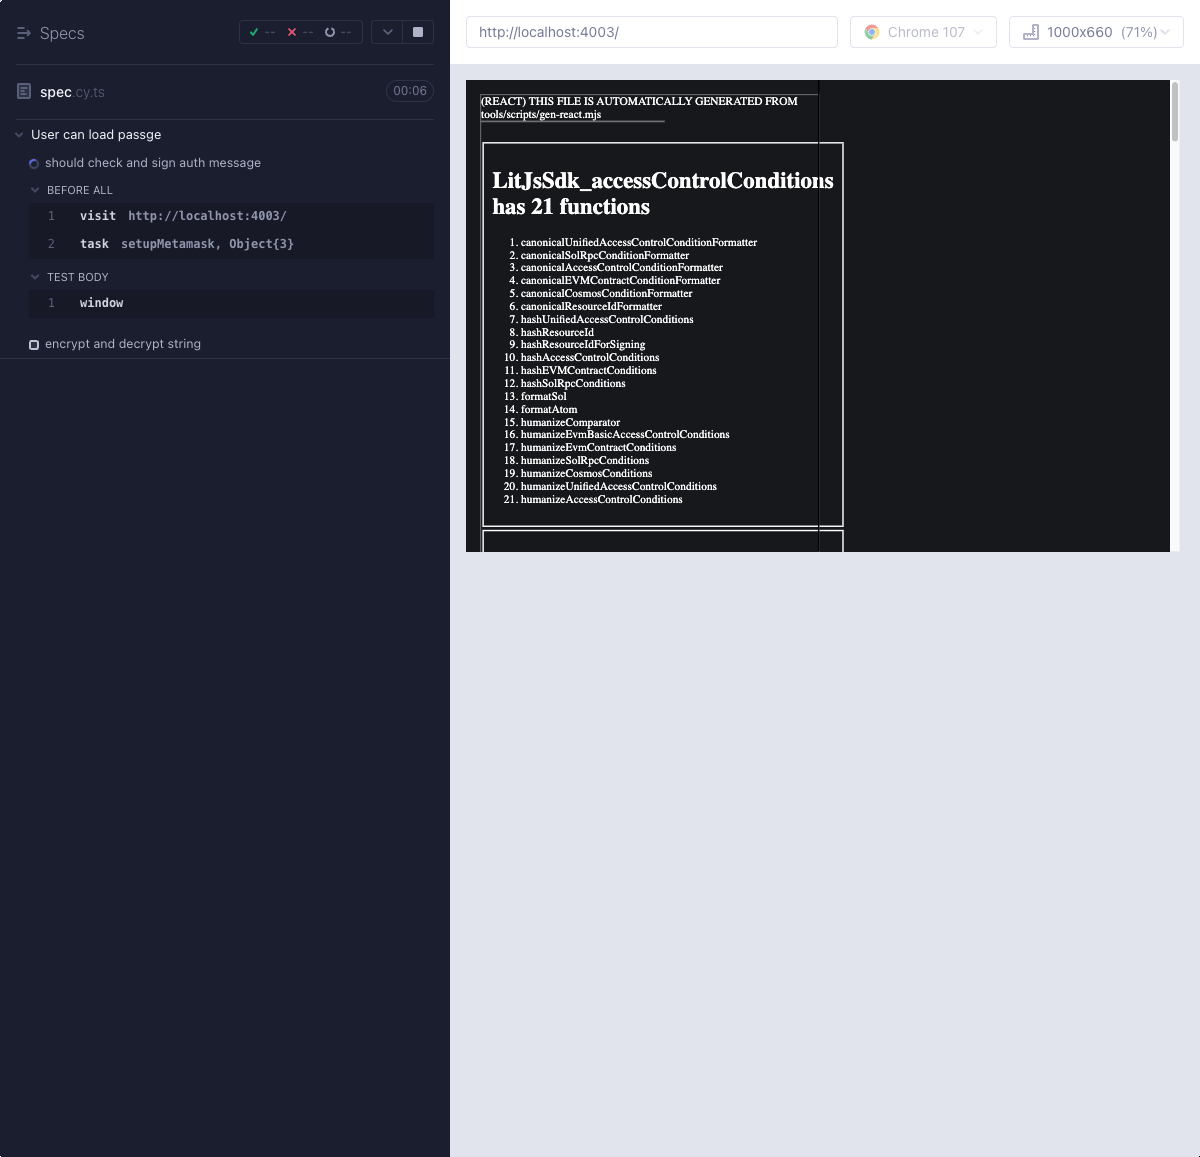 Specs
-- -- --
spec.cy.ts
00:06
User can load passge
should check and sign auth message
BEFORE ALL
1 visit http://localhost:4003/
2 task setupMetamask, Object{3}
TEST BODY
1 window
encrypt and decrypt string
http://localhost:4003/
Chrome 107
1000x660 (71%)
(REACT) THIS FILE IS AUTOMATICALLY GENERATED FROM
tools/scripts/gen-react.mjs
LitJsSdk_accessControlConditions
has 21 functions
1. canonicalUnifiedAccessControlConditionFormatter
2. canonicalSolRpcConditionFormatter
3. canonicalAccessControlConditionFormatter
4. canonicalEVMContractConditionFormatter
5. canonicalCosmosConditionFormatter
6. canonicalResourceIdFormatter
7. hashUnifiedAccessControlConditions
8. hashResourceId
9. hashResourceIdForSigning
10. hashAccessControlConditions
11. hashEVMContractConditions
12. hashSolRpcConditions
13. formatSol
14. formatAtom
15. humanizeComparator
16. humanizeEvmBasicAccessControlConditions
17. humanizeEvmContractConditions
18. humanizeSolRpcConditions
19. humanizeCosmosConditions
20. humanizeUnifiedAccessControlConditions
21. humanizeAccessControlConditions